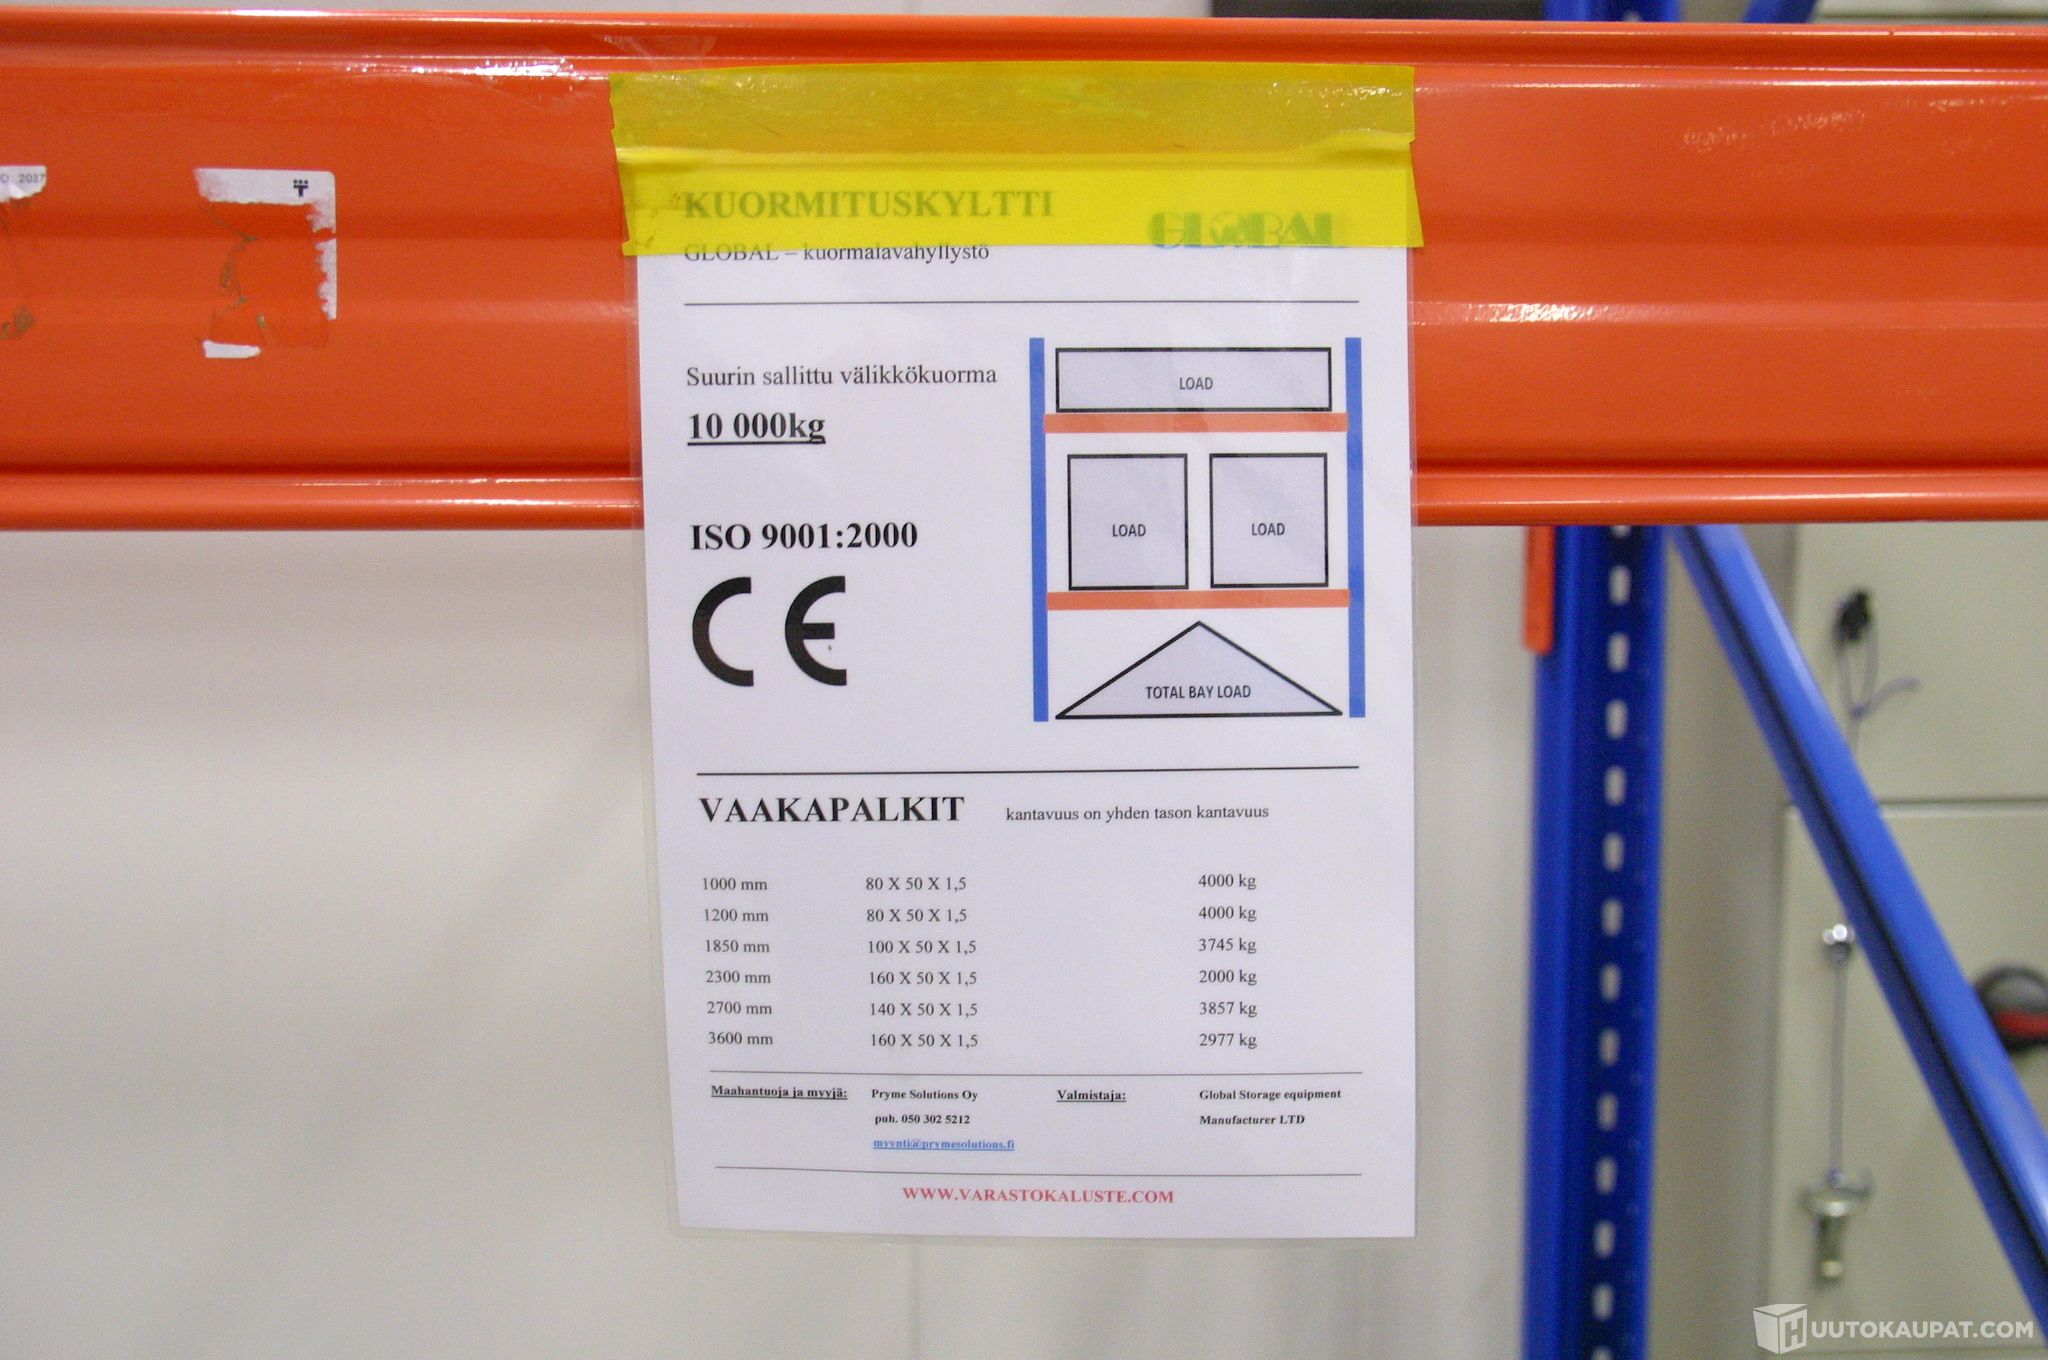 O: 2037
KUORMITUSKYLTTI
GLOBAL
GLOBAL – kuormalavahyllystö
Suurin sallittu välikkökuorma
10 000kg
ISO 9001:2000
CE
LOAD
LOAD LOAD
TOTAL BAY LOAD
VAAKAPALKIT kantavuus on yhden tason kantavuus
1000 mm 80 X 50 X 1,5 4000 kg
1200 mm 80 X 50 X 1,5 4000 kg
1850 mm 100 X 50 X 1,5 3745 kg
2300 mm 160 X 50 X 1,5 2000 kg
2700 mm 140 X 50 X 1,5 3857 kg
3600 mm 160 X 50 X 1,5 2977 kg
Maahantuoja ja myyjä: Pryme Solutions Oy Valmistaja: Global Storage equipment
puh. 050 302 5212 Manufacturer LTD
myynti@prymesolutions.fi
WWW.VARASTOKALUSTE.COM
HUUTOKAUPAT.COM